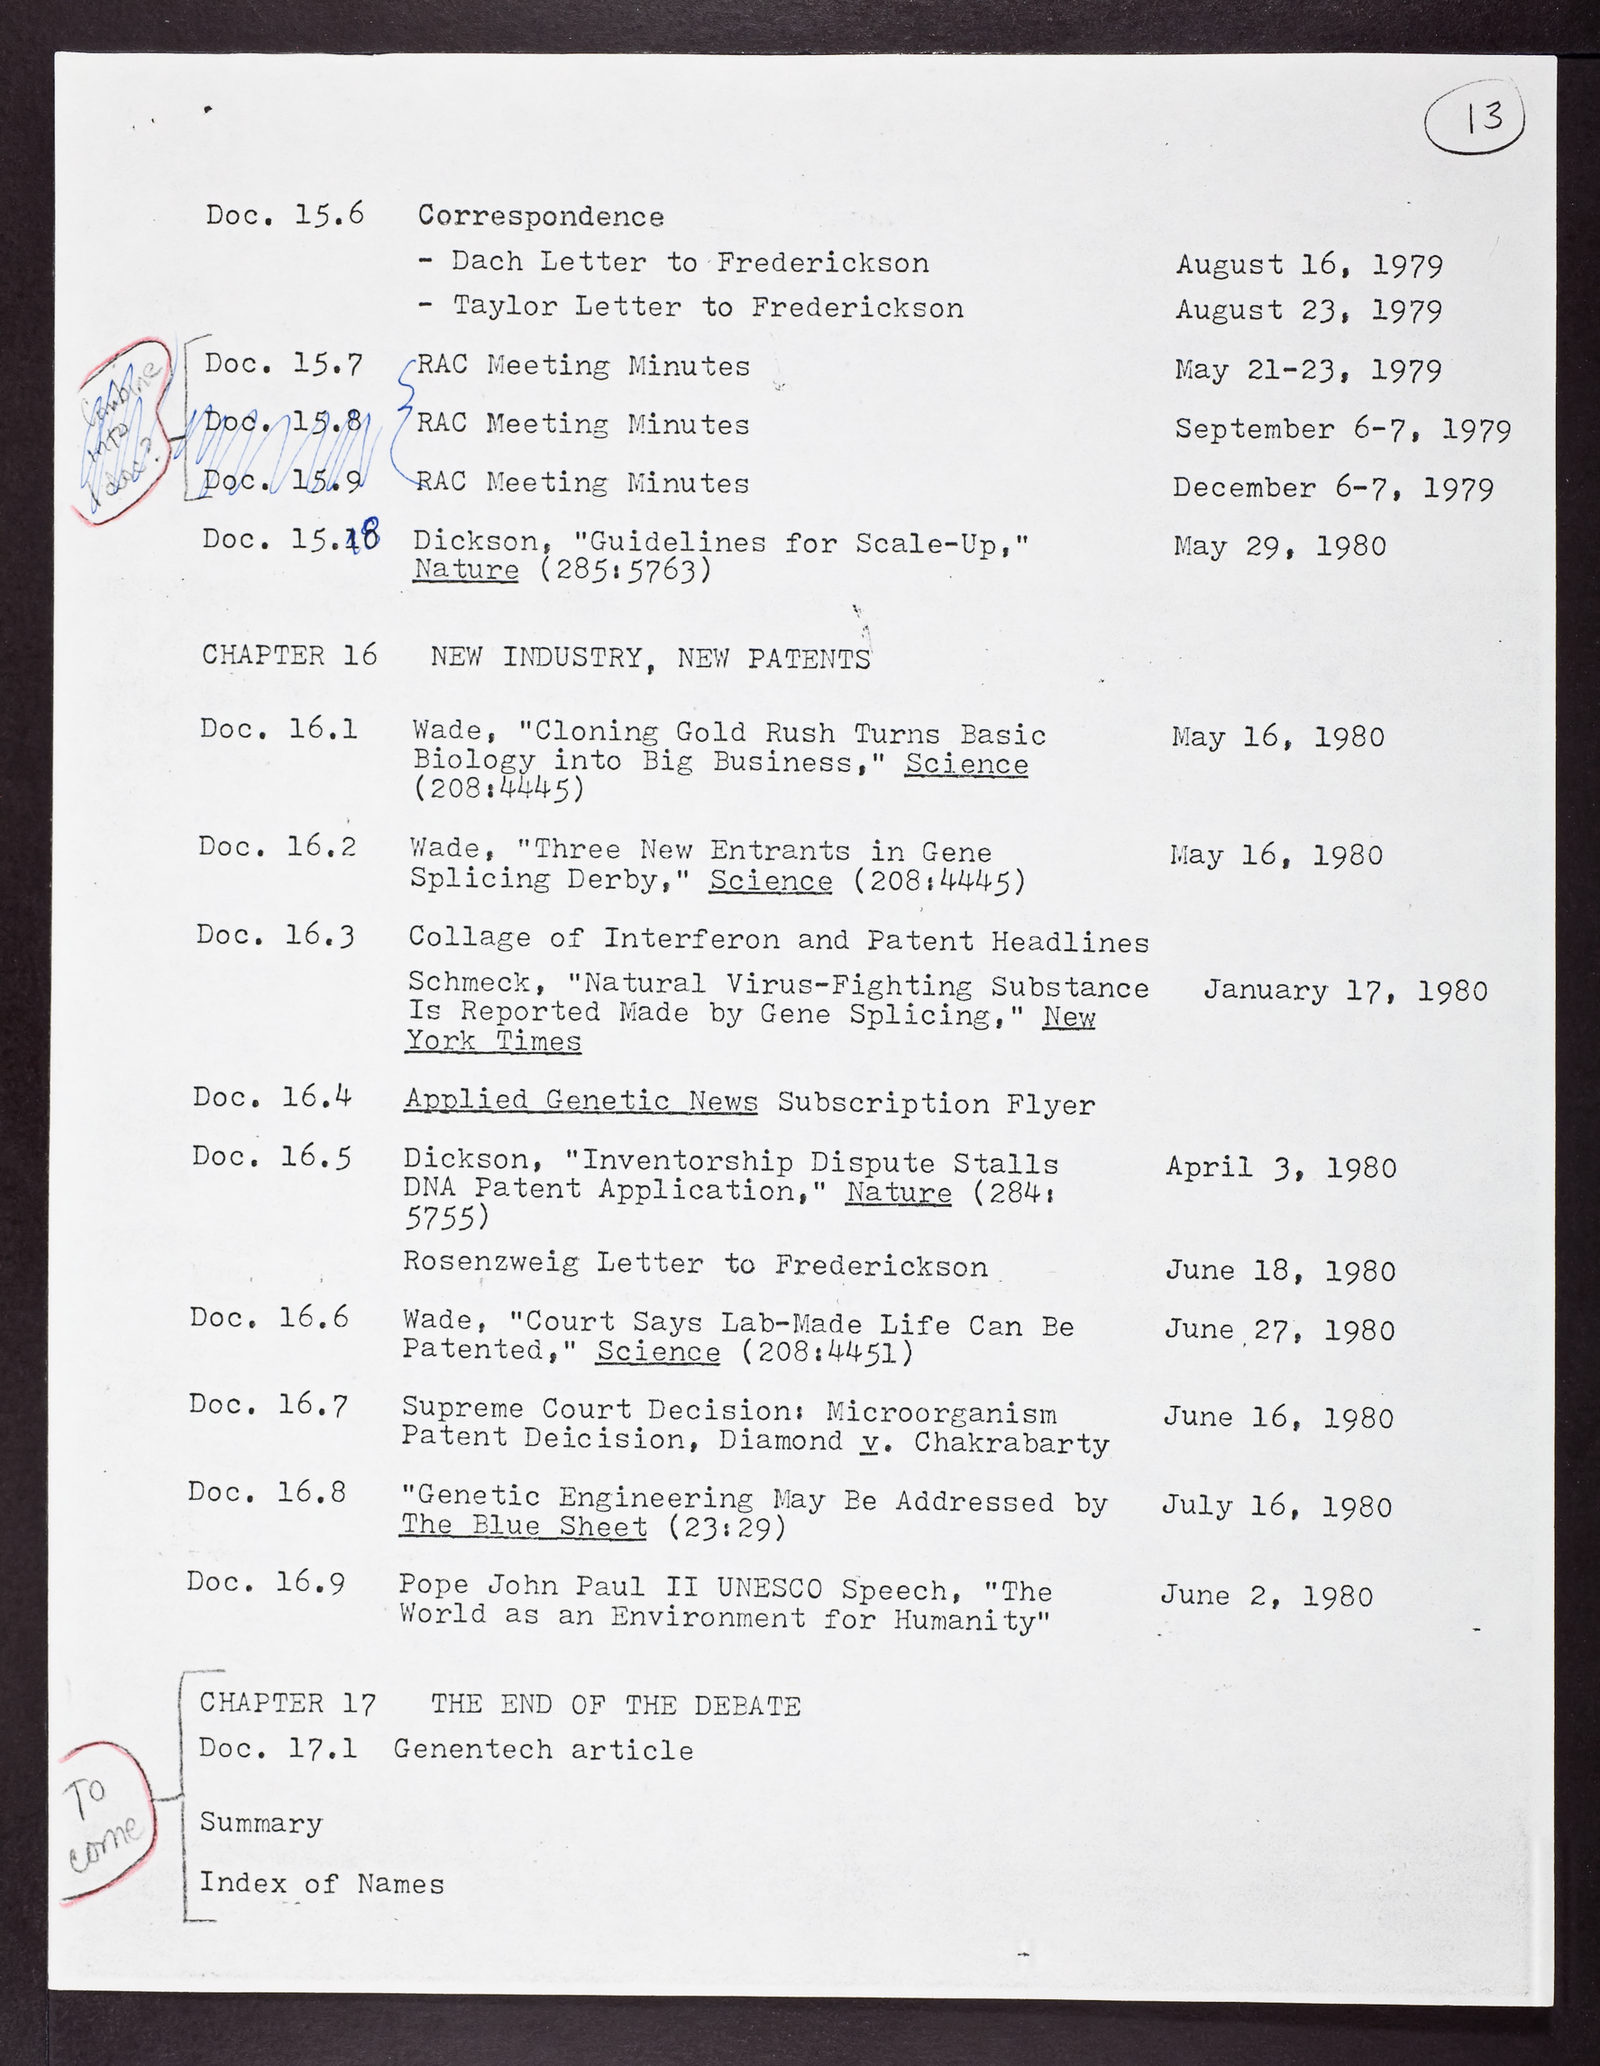 13
Doc. 15.6 Correspondence
- Dach Letter to Frederickson August 16, 1979
- Taylor Letter to Frederickson August 23, 1979
Combine
into
1 doc?
Doc. 15.7 RAC Meeting Minutes May 21-23, 1979
Doc. 15.8 RAC Meeting Minutes September 6-7, 1979
Doc. 15.9 RAC Meeting Minutes December 6-7, 1979
Doc. 15.10 8 Dickson, "Guidelines for Scale-Up," May 29, 1980
Nature (285:5763)
CHAPTER 16 NEW INDUSTRY, NEW PATENTS
Doc. 16.1 Wade, "Cloning Gold Rush Turns Basic May 16, 1980
Biology into Big Business," Science
(208:4445)
Doc. 16.2 Wade, "Three New Entrants in Gene May 16, 1980
Splicing Derby," Science (208:4445)
Doc. 16.3 Collage of Interferon and Patent Headlines
Schmeck, "Natural Virus-Fighting Substance January 17, 1980
Is Reported Made by Gene Splicing," New
York Times
Doc. 16.4 Applied Genetic News Subscription Flyer
Doc. 16.5 Dickson, "Inventorship Dispute Stalls April 3, 1980
DNA Patent Application," Nature (284:
5755)
Rosenzweig Letter to Frederickson June 18, 1980
Doc. 16.6 Wade, "Court Says Lab-Made Life Can Be June 27, 1980
Patented," Science (208:4451)
Doc. 16.7 Supreme Court Decision: Microorganism June 16, 1980
Patent Deicision, Diamond v. Chakrabarty
Doc. 16.8 "Genetic Engineering May Be Addressed by July 16, 1980
The Blue Sheet (23:29)
Doc. 16.9 Pope John Paul II UNESCO Speech, "The June 2, 1980
World as an Environment for Humanity"
CHAPTER 17 THE END OF THE DEBATE
Doc. 17.1 Genentech article
To
come
Summary
Index of Names